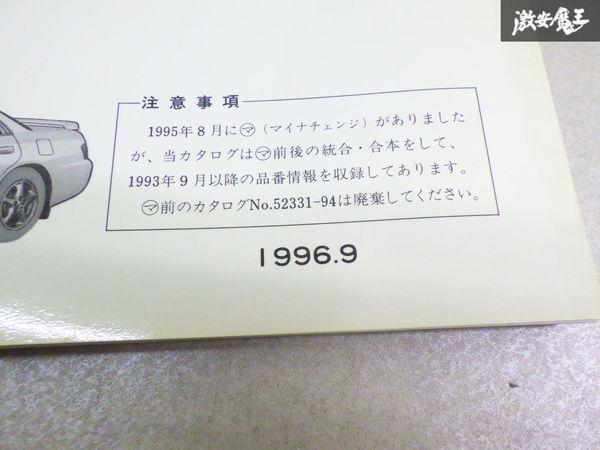 激安魔王
注意事項
1995年8月に㋮(マイナチェンジ)がありました
が、当カタログは㋮前後の統合・合本をして、
1993年9月以降の品番情報を収録してあります。
㋮前のカタログNo.52331-94は廃棄してください。
1996.9